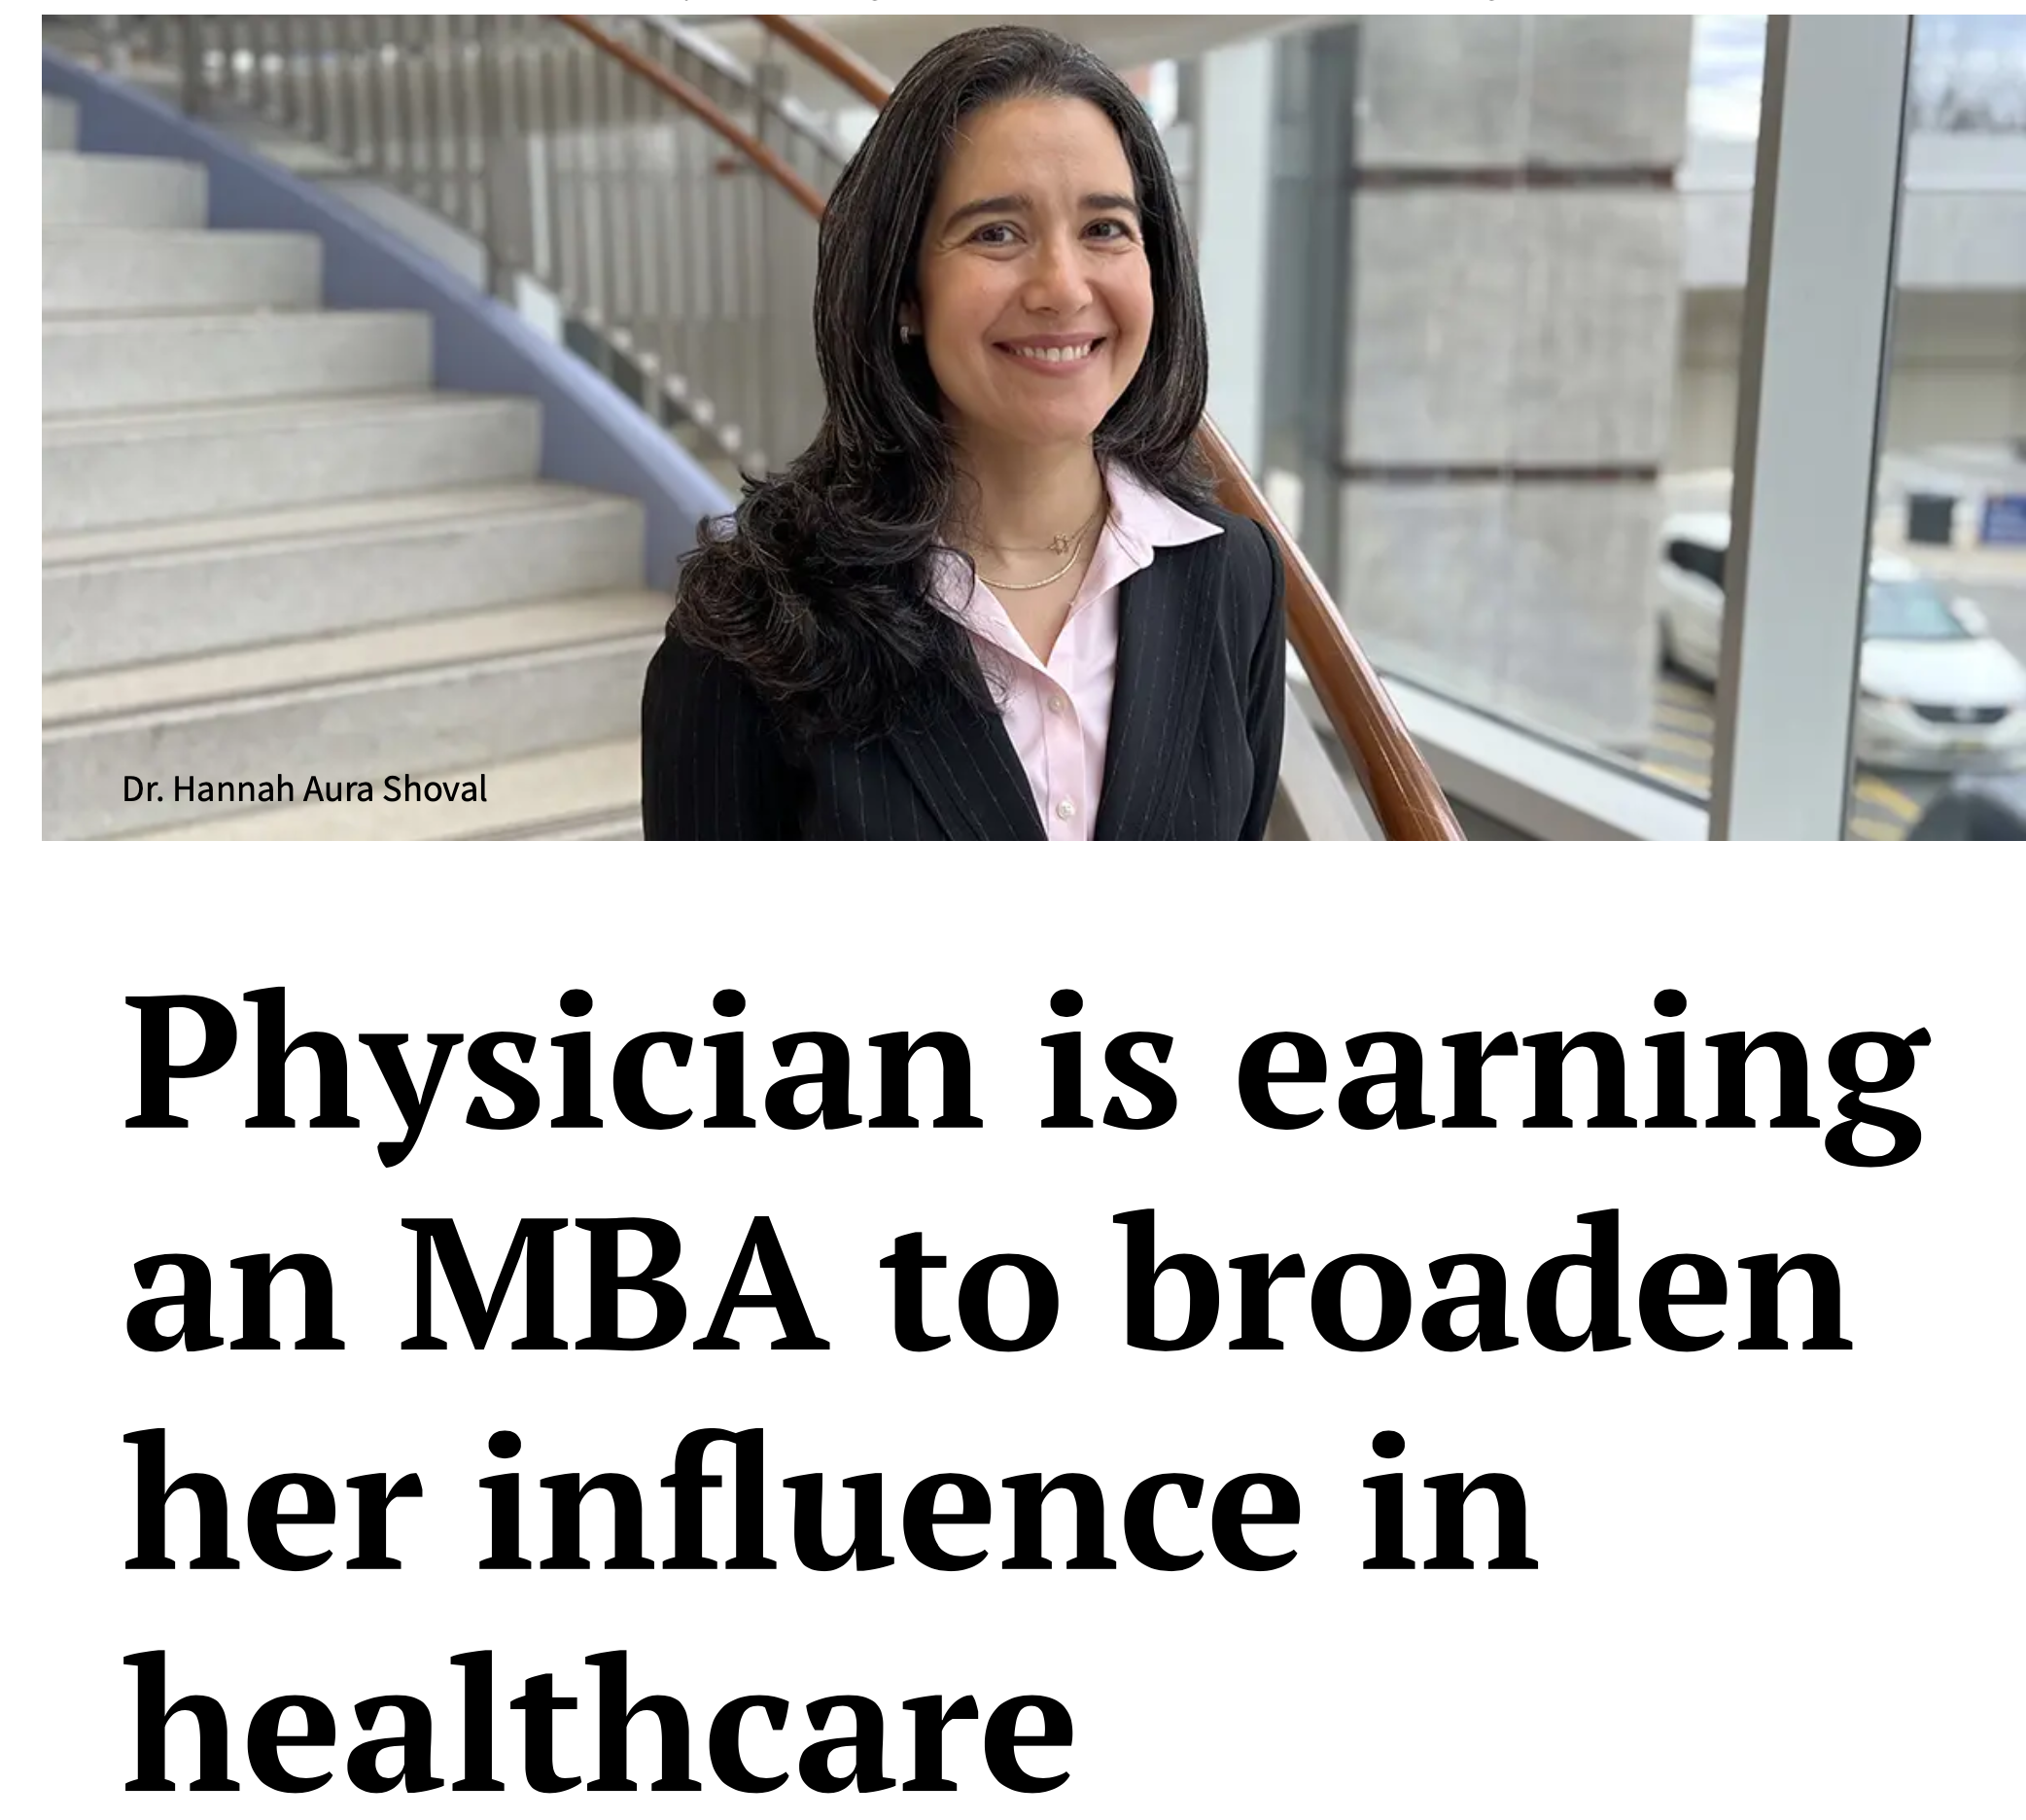 Dr. Hannah Aura Shoval
Physician is earning
an MBA to broaden
her influence in
healthcare